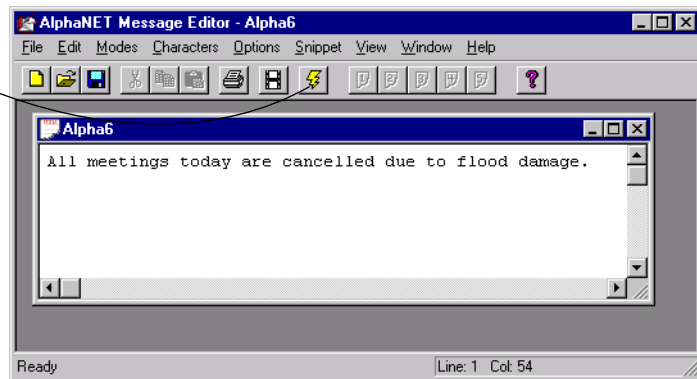 AlphaNET Message Editor - Alpha6
File Edit Modes Characters Options Snippet View Window Help
Alpha6
All meetings today are cancelled due to flood damage.
Ready Line: 1 Col: 54